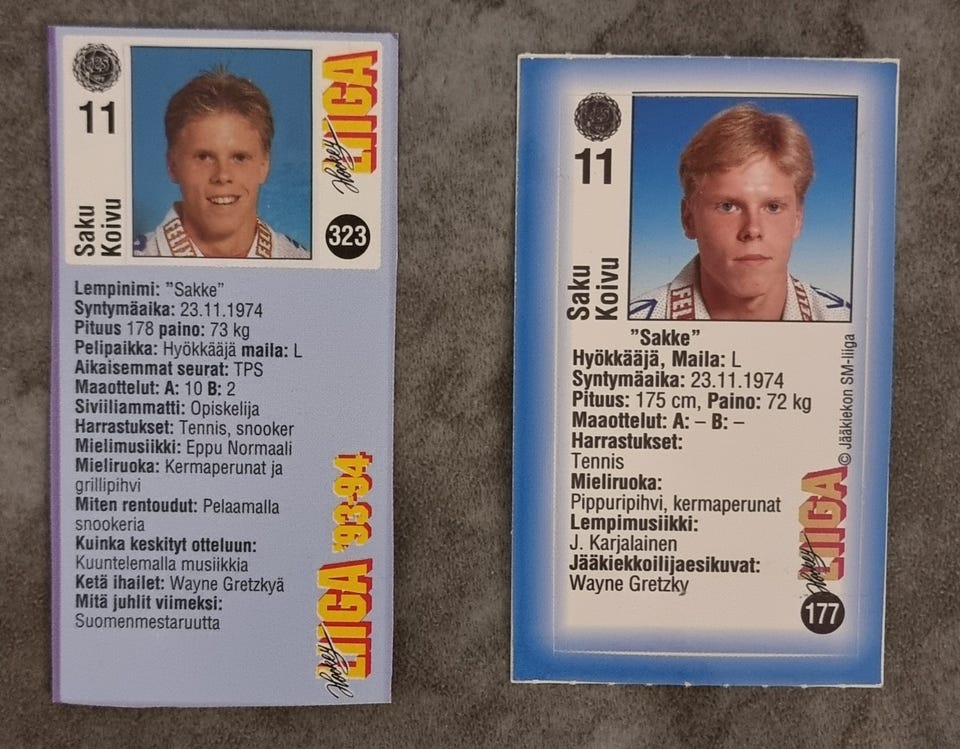 11
Saku
Koivu
Hockey
LIIGA
323
Lempinimi: ”Sakke”
Syntymäaika: 23.11.1974
Pituus 178 paino: 73 kg
Pelipaikka: Hyökkääjä maila: L
Aikaisemmat seurat: TPS
Maaottelut: A: 10 B: 2
Siviiliammatti: Opiskelija
Harrastukset: Tennis, snooker
Mielimusiikki: Eppu Normaali
Mieliruoka: Kermaperunat ja
grillipihvi
Miten rentoudut: Pelaamalla
snookeria
Kuinka keskityt otteluun:
Kuuntelemalla musiikkia
Ketä ihailet: Wayne Gretzkyä
Mitä juhlit viimeksi:
Suomenmestaruutta
Hockey
LIIGA ’93-94
11
Saku
Koivu
FELIX
”Sakke”
Hyökkääjä, Maila: L
Syntymäaika: 23.11.1974
Pituus: 175 cm, Paino: 72 kg
Maaottelut: A: – B: –
Harrastukset:
Tennis
Mieliruoka:
Pippuripihvi, kermaperunat
Lempimusiikki:
J. Karjalainen
Jääkiekkoilijaesikuvat:
Wayne Gretzky
© Jääkiekon SM-liiga
Hockey
LIIGA
177